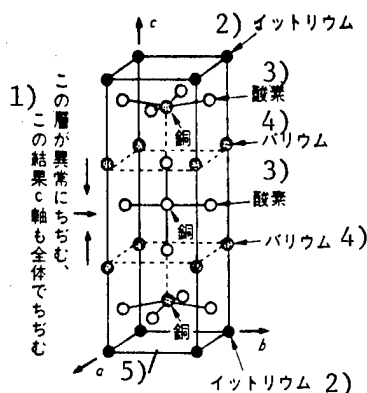 c
2) イットリウム
3) 酸素
1) この層が異常にちぢむ、
この結果c軸も全体でちぢむ
銅
4) バリウム
3) 酸素
銅
バリウム 4)
銅
銅
b
a
5)
イットリウム 2)